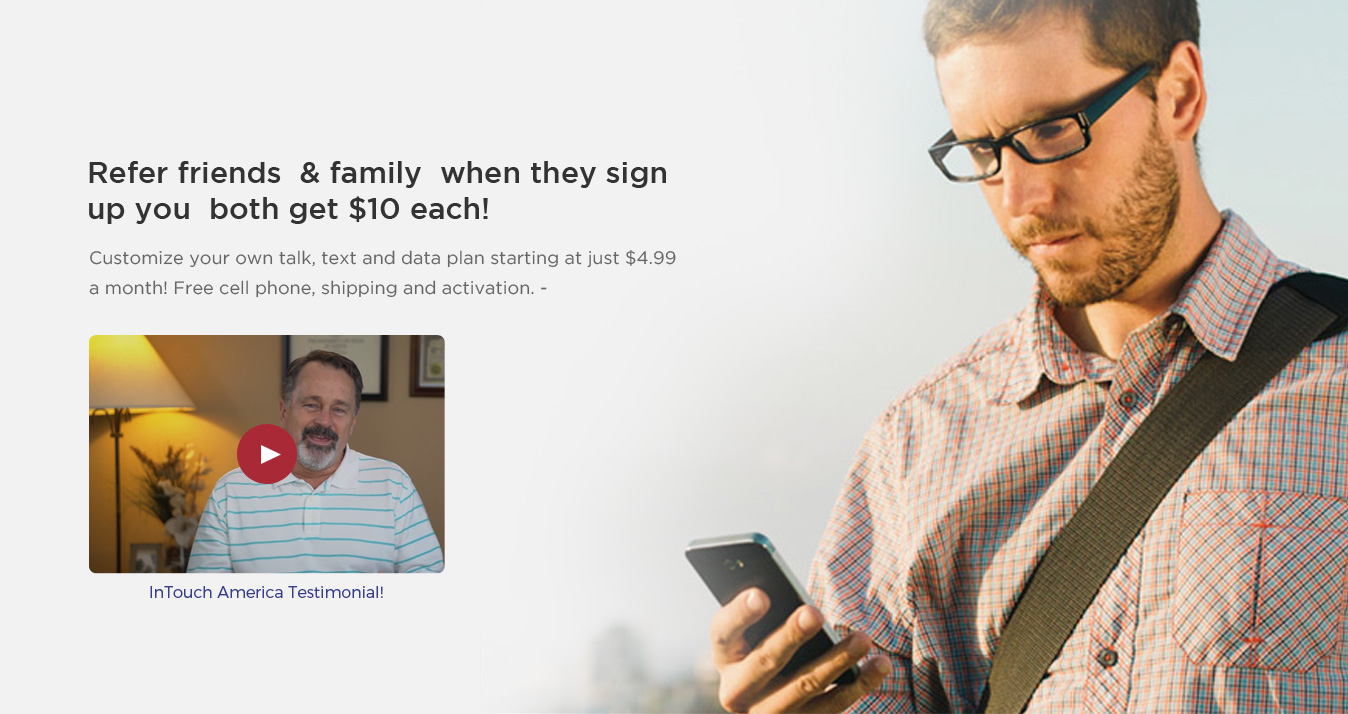 Refer friends & family when they sign
up you both get $10 each!
Customize your own talk, text and data plan starting at just $4.99
a month! Free cell phone, shipping and activation. -
InTouch America Testimonial!